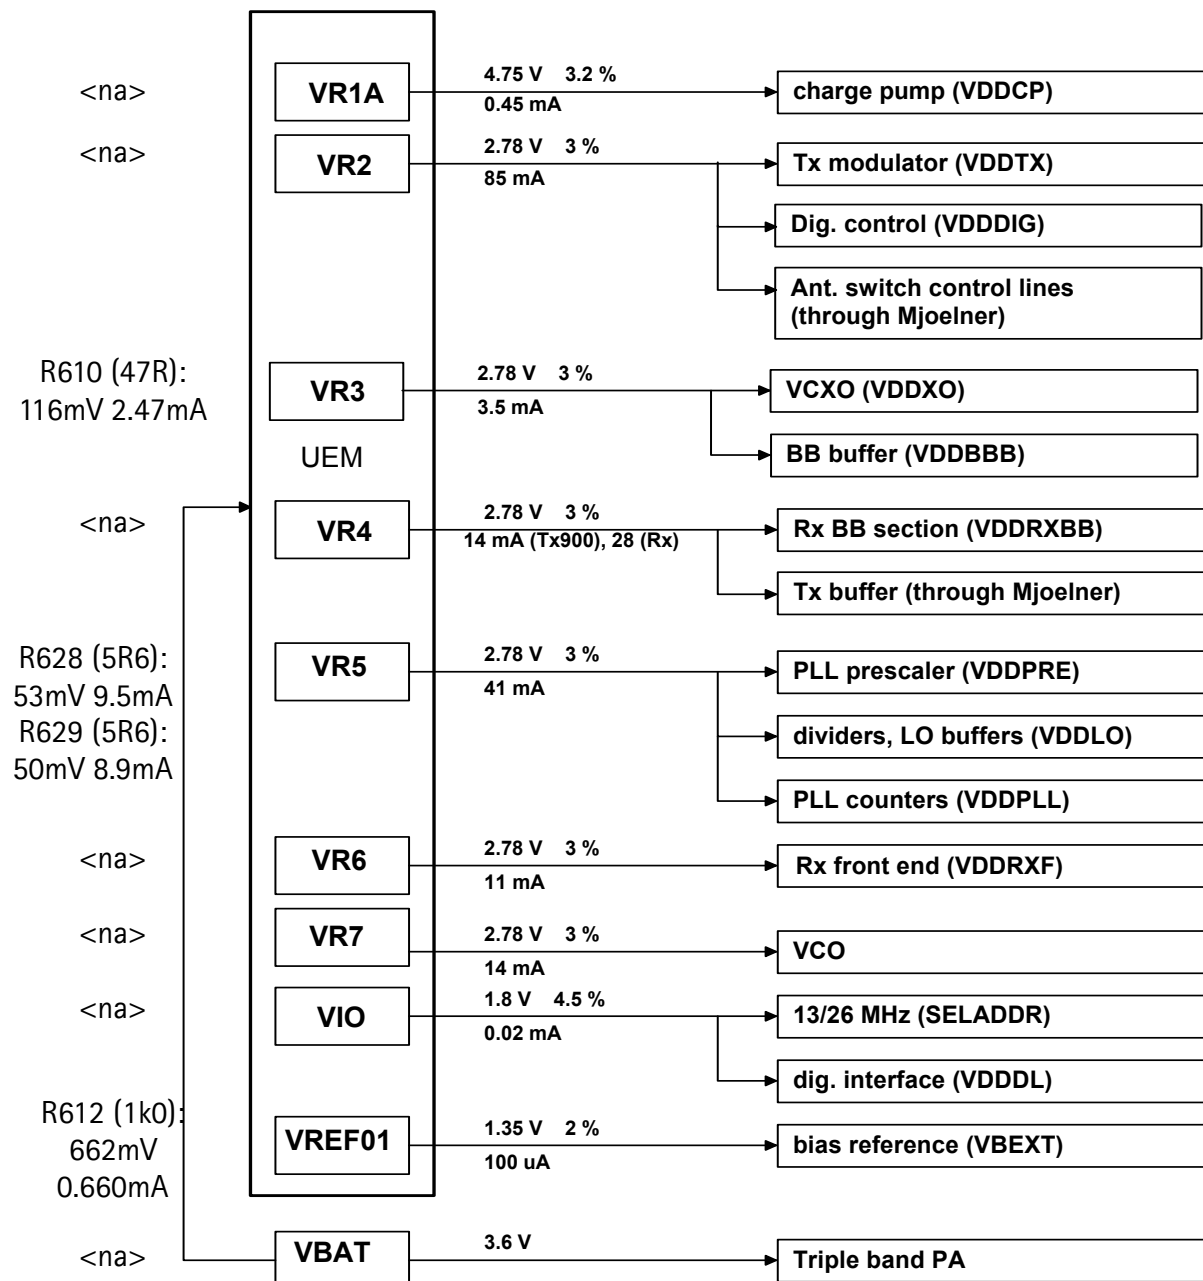 <na>
VR1A
4.75 V 3.2 %
0.45 mA
charge pump (VDDCP)
<na>
VR2
2.78 V 3 %
85 mA
Tx modulator (VDDTX)
Dig. control (VDDDIG)
Ant. switch control lines
(through Mjoelner)
R610 (47R):
116mV 2.47mA
VR3
2.78 V 3 %
3.5 mA
VCXO (VDDXO)
BB buffer (VDDBBB)
UEM
<na>
VR4
2.78 V 3 %
14 mA (Tx900), 28 (Rx)
Rx BB section (VDDRXBB)
Tx buffer (through Mjoelner)
R628 (5R6):
53mV 9.5mA
R629 (5R6):
50mV 8.9mA
VR5
2.78 V 3 %
41 mA
PLL prescaler (VDDPRE)
dividers, LO buffers (VDDLO)
PLL counters (VDDPLL)
<na>
VR6
2.78 V 3 %
11 mA
Rx front end (VDDRXF)
<na>
VR7
2.78 V 3 %
14 mA
VCO
<na>
VIO
1.8 V 4.5 %
0.02 mA
13/26 MHz (SELADDR)
dig. interface (VDDDL)
R612 (1k0):
662mV
0.660mA
VREF01
1.35 V 2 %
100 uA
bias reference (VBEXT)
<na>
VBAT
3.6 V
Triple band PA